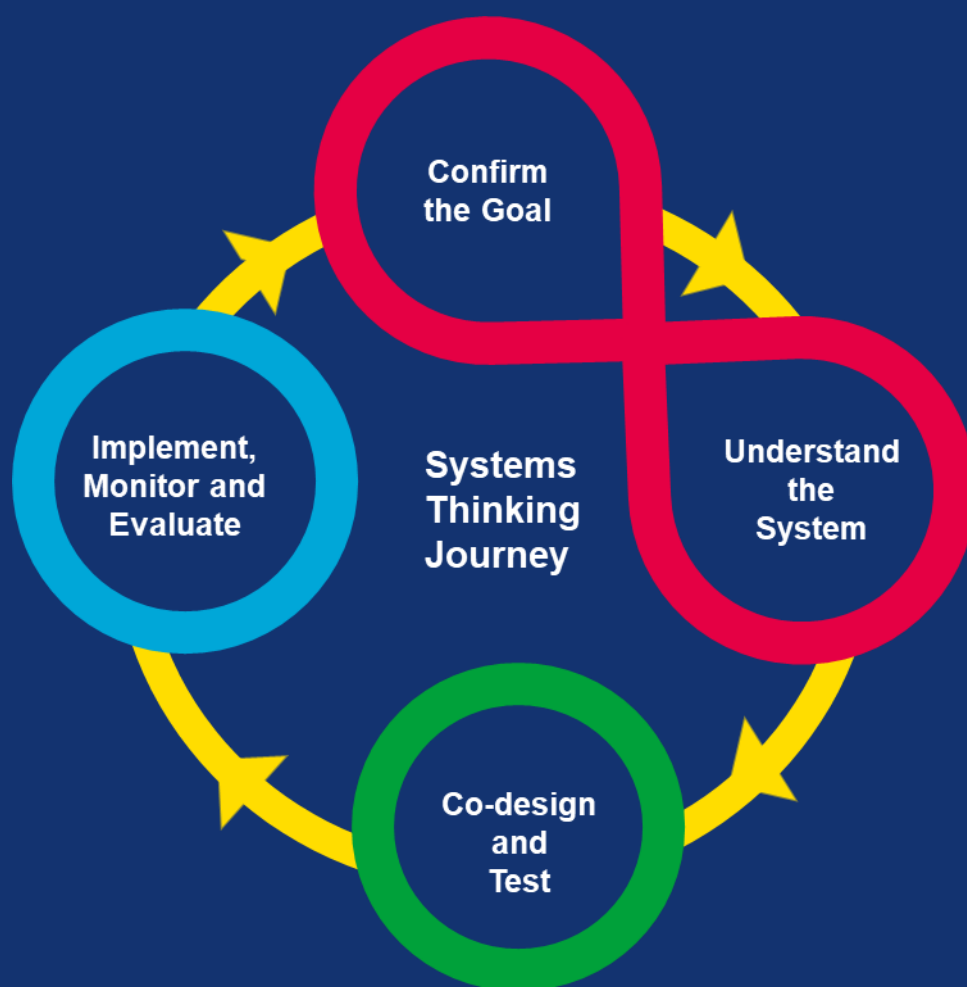 Confirm
the Goal
Understand
the
System
Co-design
and
Test
Implement,
Monitor and
Evaluate
Systems
Thinking
Journey